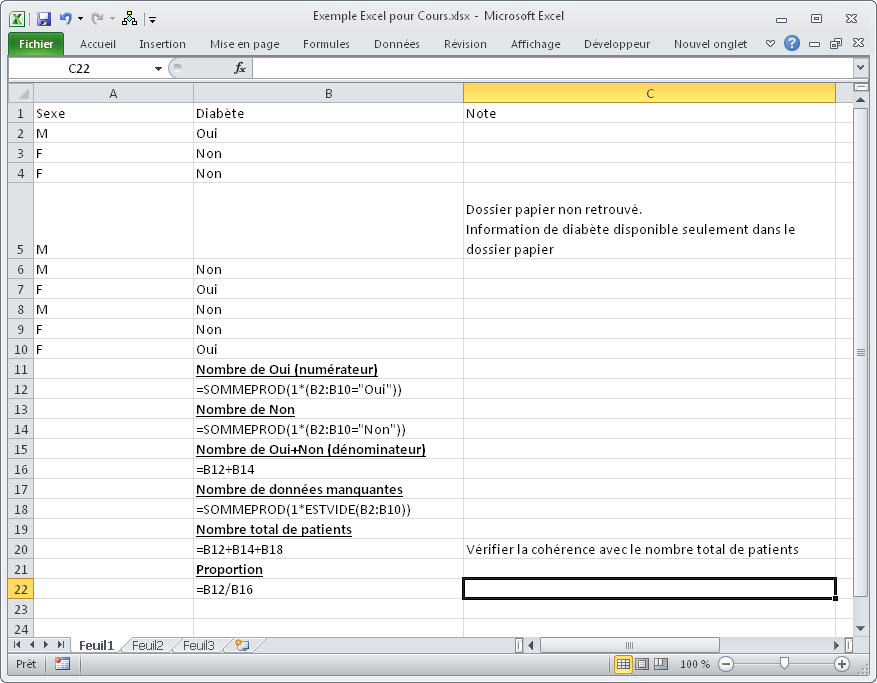 Exemple Excel pour Cours.xlsx - Microsoft Excel
Fichier Accueil Insertion Mise en page Formules Données Révision Affichage Développeur Nouvel onglet
C22 fx
A B C
1 Sexe Diabète Note
2 M Oui
3 F Non
4 F Non
Dossier papier non retrouvé.
Information de diabète disponible seulement dans le
5 M dossier papier
6 M Non
7 F Oui
8 M Non
9 F Non
10 F Oui
11 Nombre de Oui (numérateur)
12 =SOMMEPROD(1*(B2:B10="Oui"))
13 Nombre de Non
14 =SOMMEPROD(1*(B2:B10="Non"))
15 Nombre de Oui+Non (dénominateur)
16 =B12+B14
17 Nombre de données manquantes
18 =SOMMEPROD(1*ESTVIDE(B2:B10))
19 Nombre total de patients
20 =B12+B14+B18 Vérifier la cohérence avec le nombre total de patients
21 Proportion
22 =B12/B16
23
24
Feuil1 Feuil2 Feuil3
Prêt 100 %